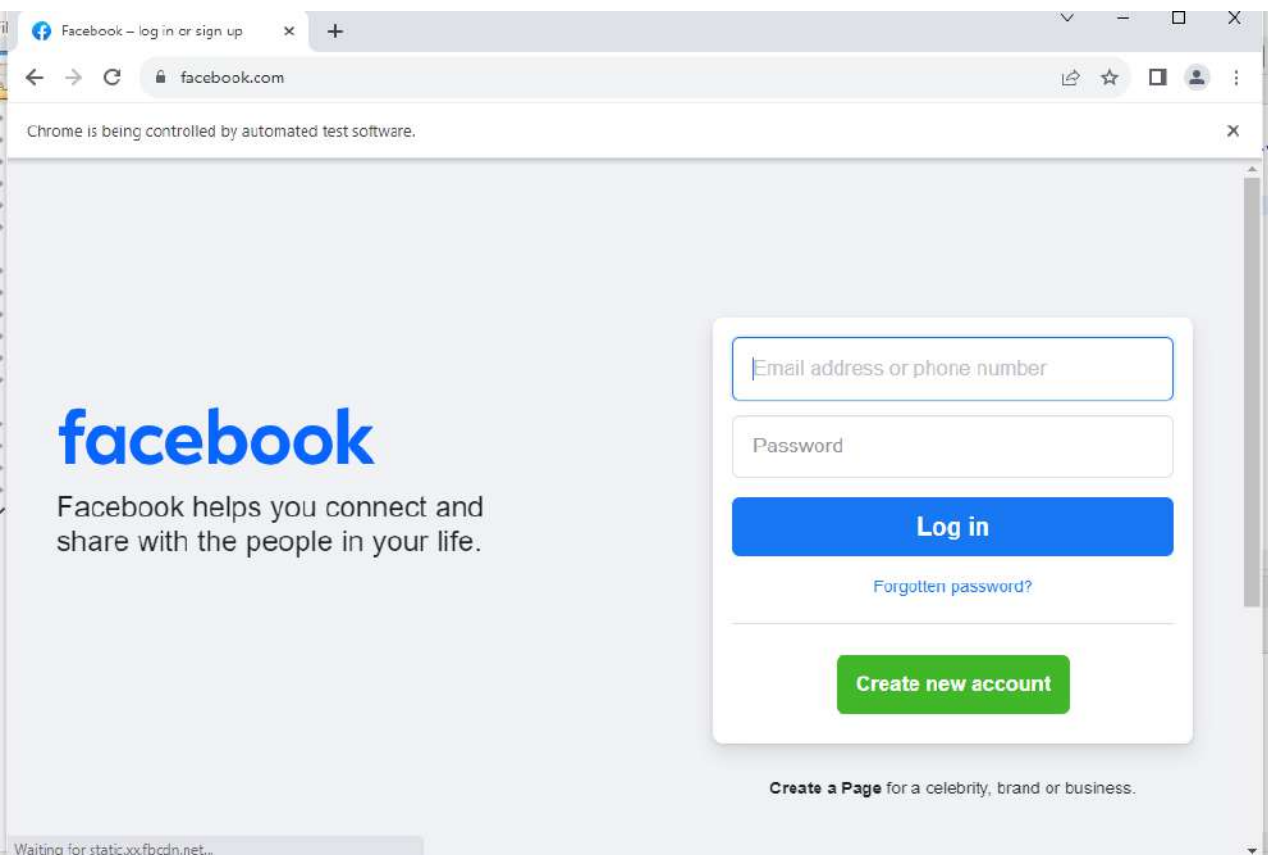 Facebook – log in or sign up
facebook.com
Chrome is being controlled by automated test software.
Email address or phone number
Password
facebook
Facebook helps you connect and
share with the people in your life.
Log in
Forgotten password?
Create new account
Create a Page for a celebrity, brand or business.
Waiting for static.xx.fbcdn.net...